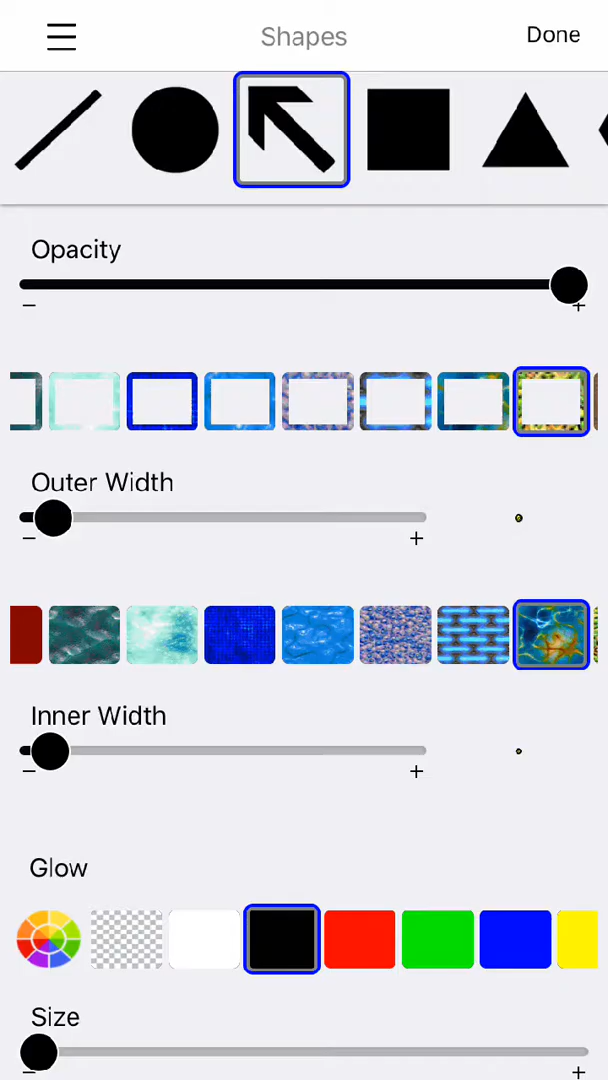 Shapes Done
Opacity
− +
Outer Width
− +
Inner Width
− +
Glow
Size
− +